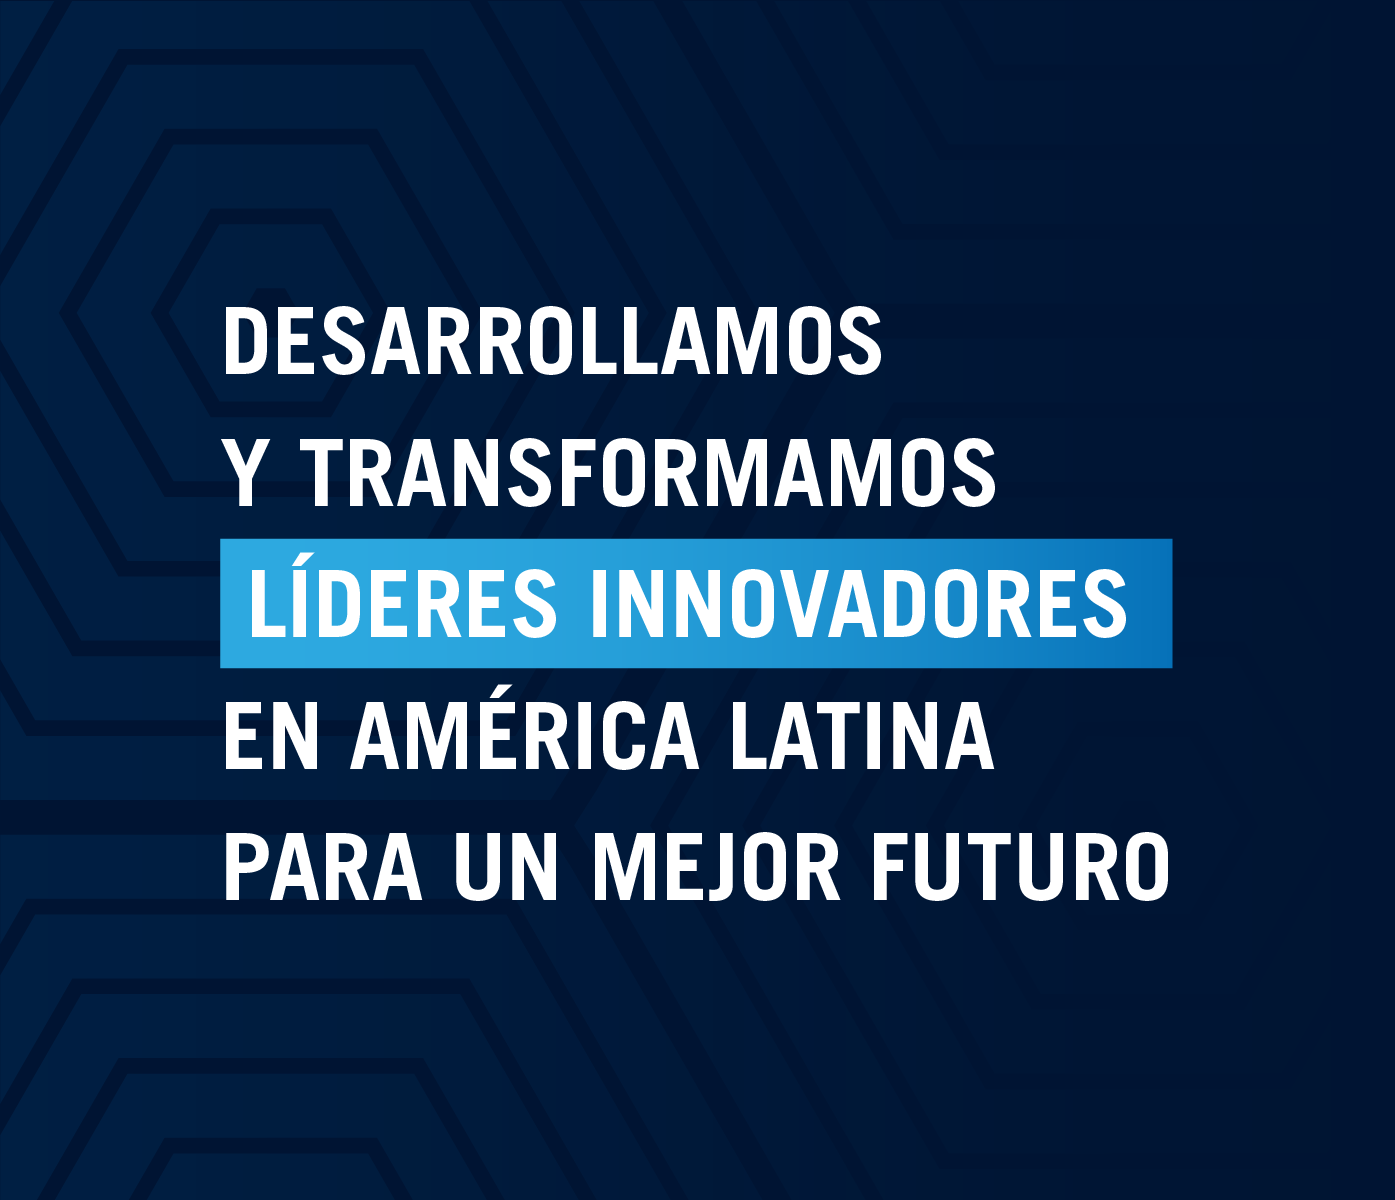 DESARROLLAMOS
Y TRANSFORMAMOS
LÍDERES INNOVADORES
EN AMÉRICA LATINA
PARA UN MEJOR FUTURO